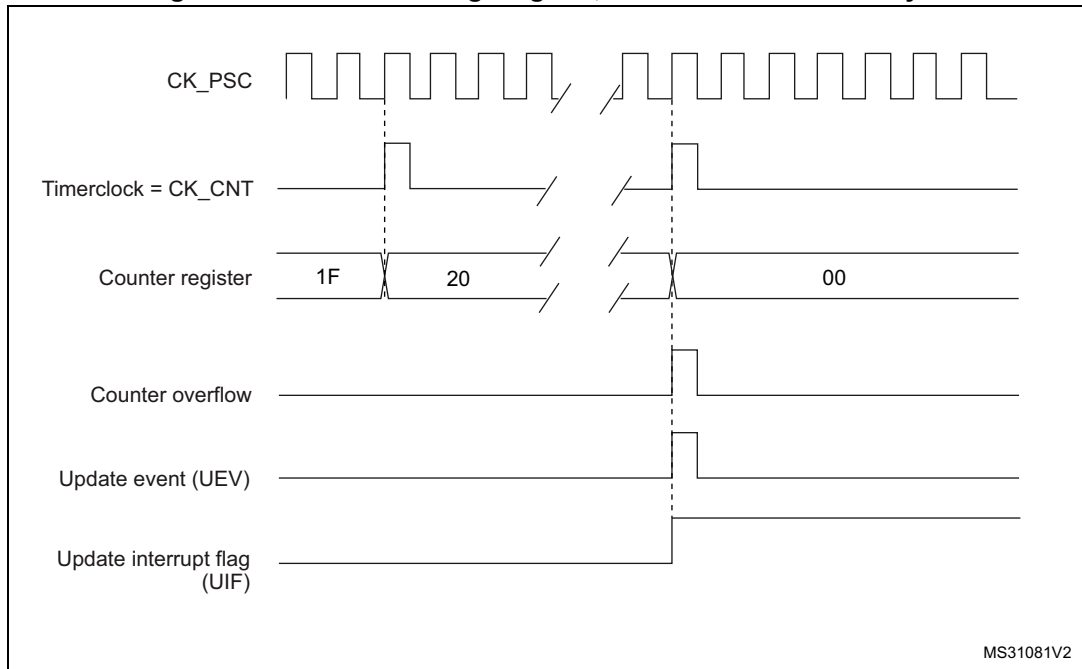 CK_PSC
Timerclock = CK_CNT
Counter register
1F
20
00
Counter overflow
Update event (UEV)
Update interrupt flag
(UIF)
MS31081V2